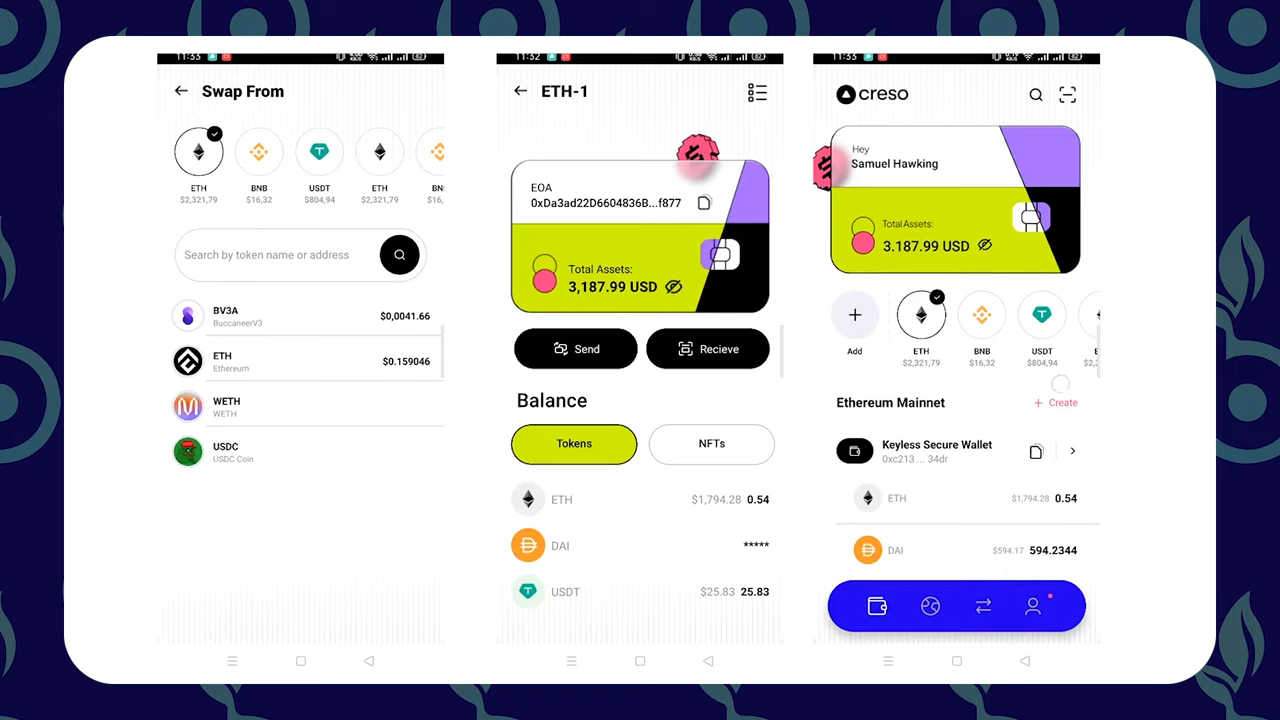 11:33
Swap From
ETH
$2,321,79
BNB
$16,32
USDT
$804,94
ETH
$2,321,79
BN
$16,
Search by token name or address
BV3A
BuccaneerV3
$0,0041.66
ETH
Ethereum
$0.159046
WETH
WETH
USDC
USDC Coin
11:32
ETH-1
EOA
0xDa3ad22D6604836B...f877
Total Assets:
3,187.99 USD
Send
Recieve
Balance
Tokens
NFTs
ETH
$1,794.28 0.54
DAI
*****
USDT
$25.83 25.83
11:33
creso
Hey
Samuel Hawking
TotalAssets:
3.187.99 USD
Add
ETH
$2,321,79
BNB
$16,32
USDT
$804,94
E
$2,:
Ethereum Mainnet
+ Create
Keyless Secure Wallet
0xc213 ... 34dr
ETH
$1,794.28 0.54
DAI
$594.17 594.2344